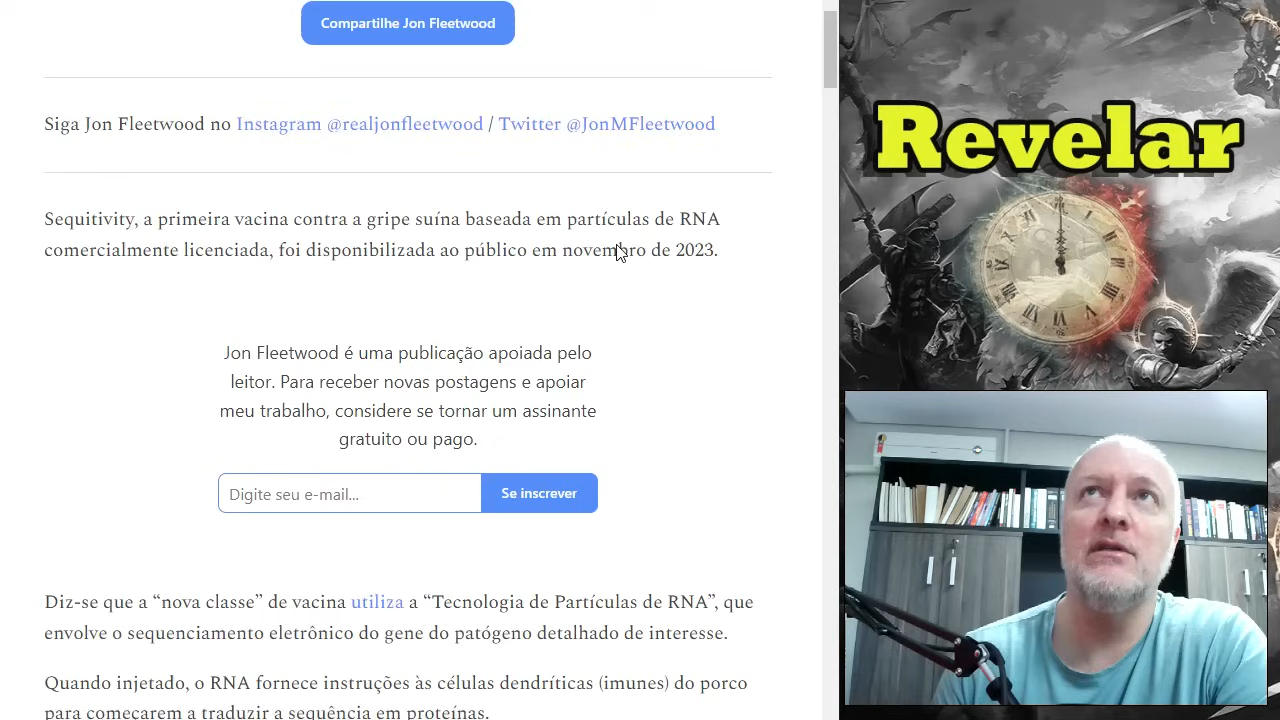 Compartilhe Jon Fleetwood
Siga Jon Fleetwood no Instagram @realjonfleetwood / Twitter @JonMFleetwood
Sequitivity, a primeira vacina contra a gripe suína baseada em partículas de RNA
comercialmente licenciada, foi disponibilizada ao público em novembro de 2023.
Jon Fleetwood é uma publicação apoiada pelo
leitor. Para receber novas postagens e apoiar
meu trabalho, considere se tornar um assinante
gratuito ou pago.
Digite seu e-mail...
Se inscrever
Diz-se que a “nova classe” de vacina utiliza a “Tecnologia de Partículas de RNA”, que
envolve o sequenciamento eletrônico do gene do patógeno detalhado de interesse.
Quando injetado, o RNA fornece instruções às células dendríticas (imunes) do porco
para começarem a traduzir a sequência em proteínas.
Revelar